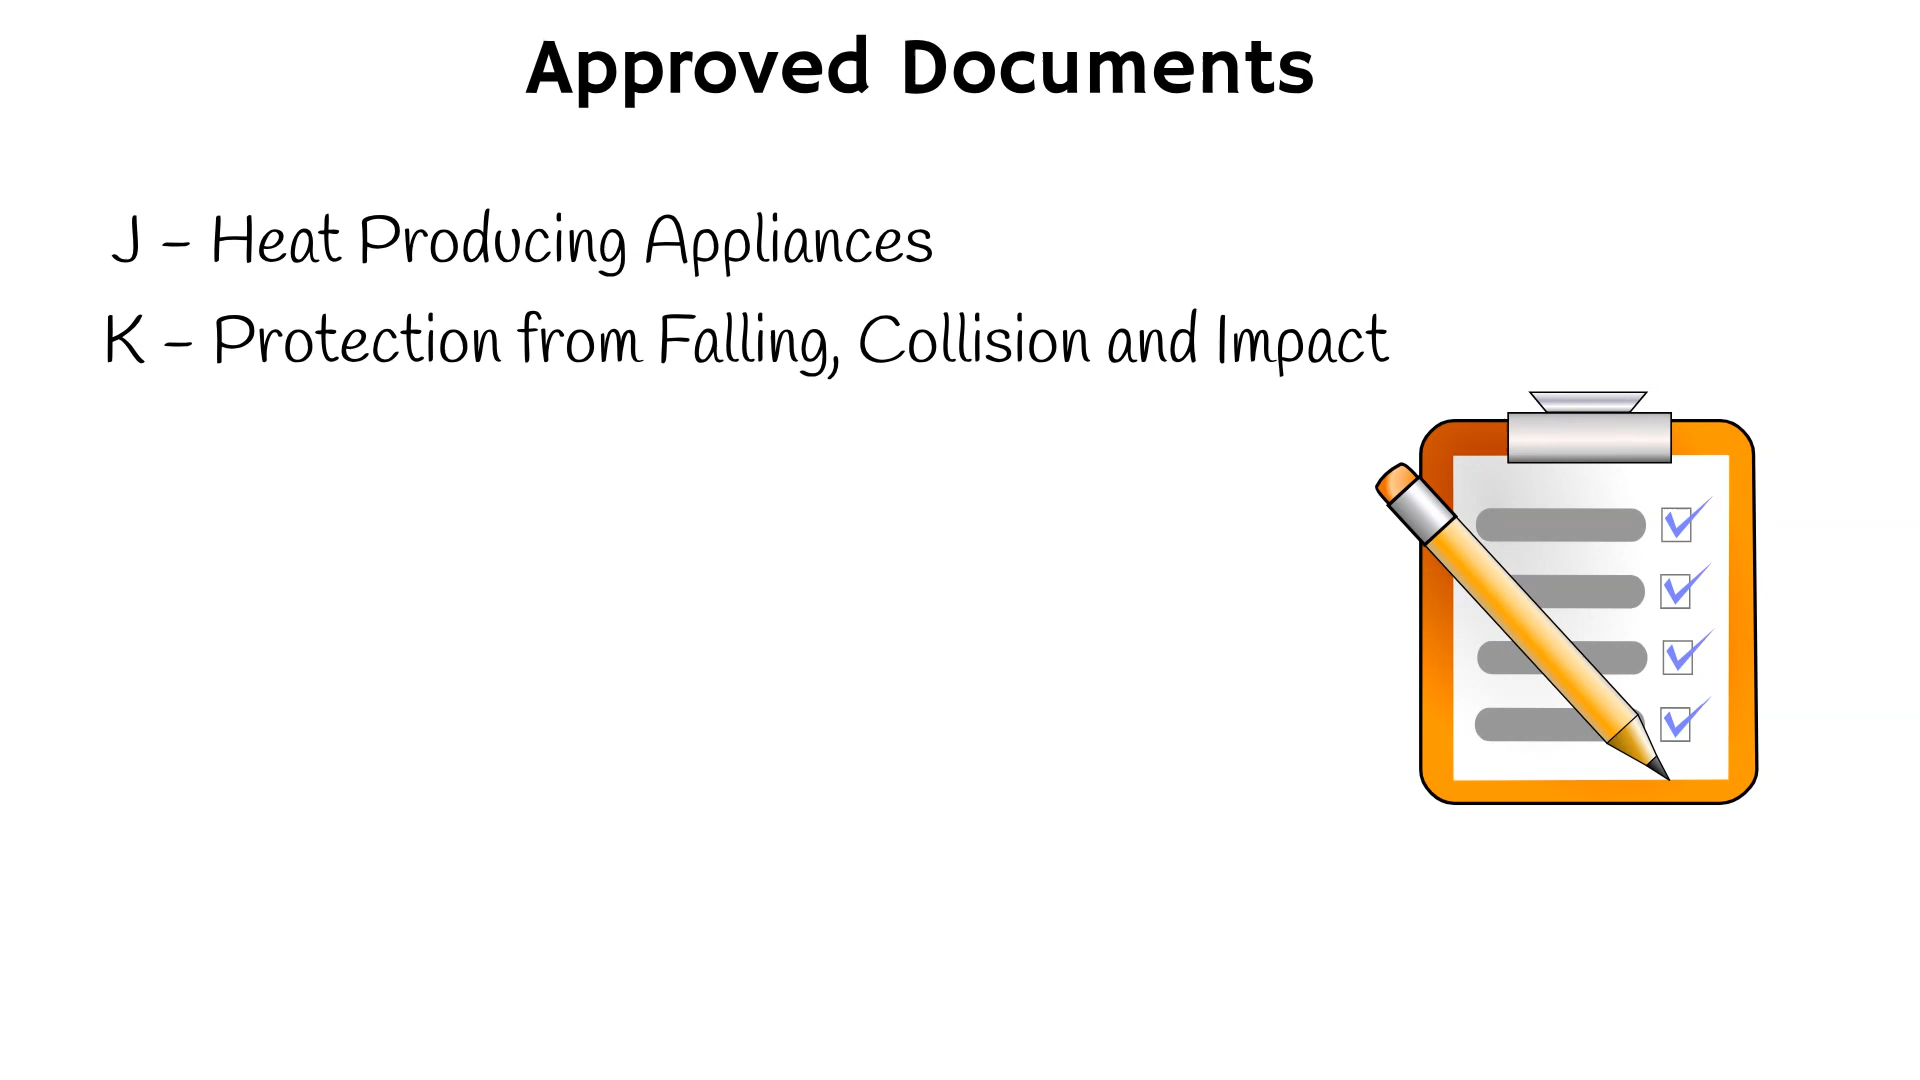 Approved Documents
J - Heat Producing Appliances
K - Protection from Falling, Collision and Impact